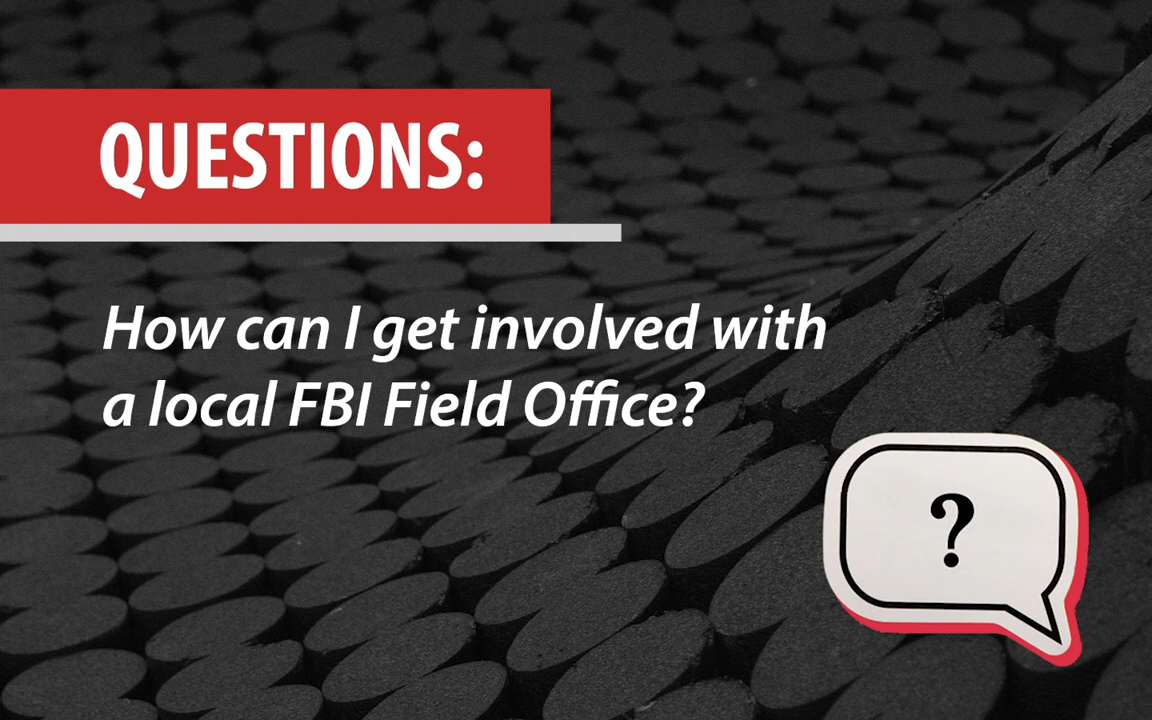 QUESTIONS:
How can I get involved with
a local FBI Field Office?
?